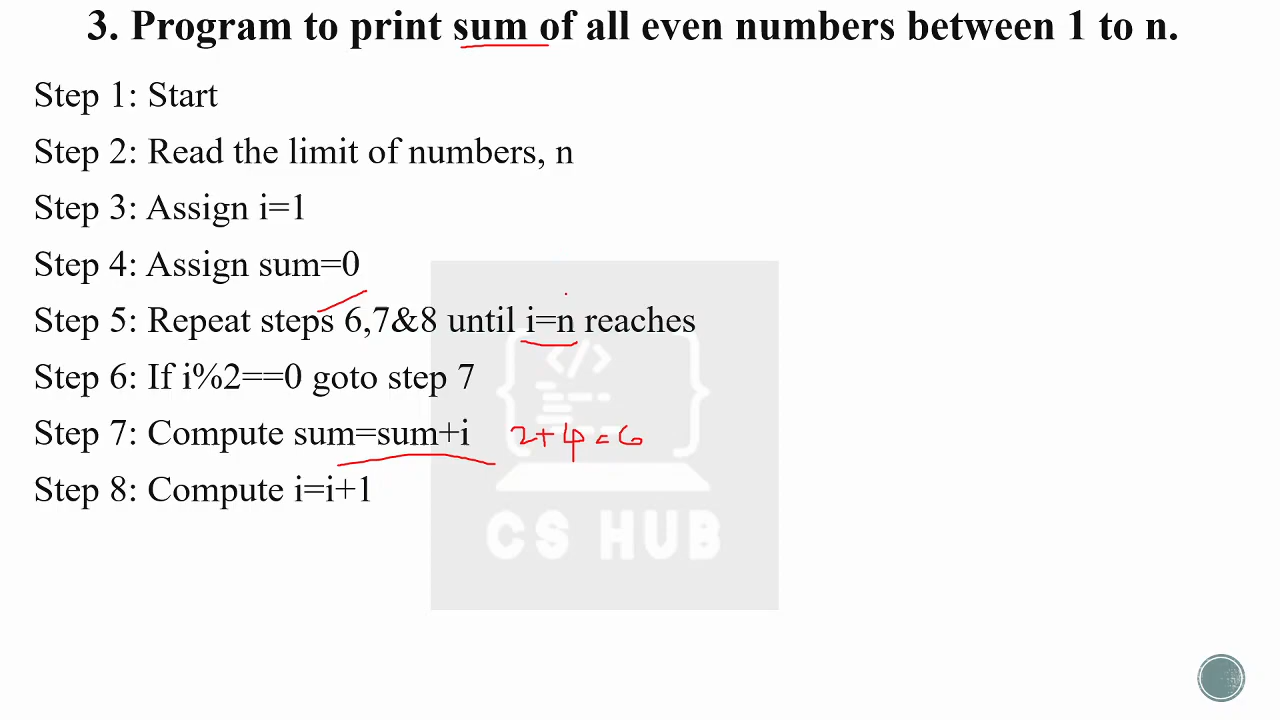 3. Program to print sum of all even numbers between 1 to n.
Step 1: Start
Step 2: Read the limit of numbers, n
Step 3: Assign i=1
Step 4: Assign sum=0
Step 5: Repeat steps 6,7&8 until i=n reaches
Step 6: If i%2==0 goto step 7
Step 7: Compute sum=sum+i 2+4=6
Step 8: Compute i=i+1
CS HUB